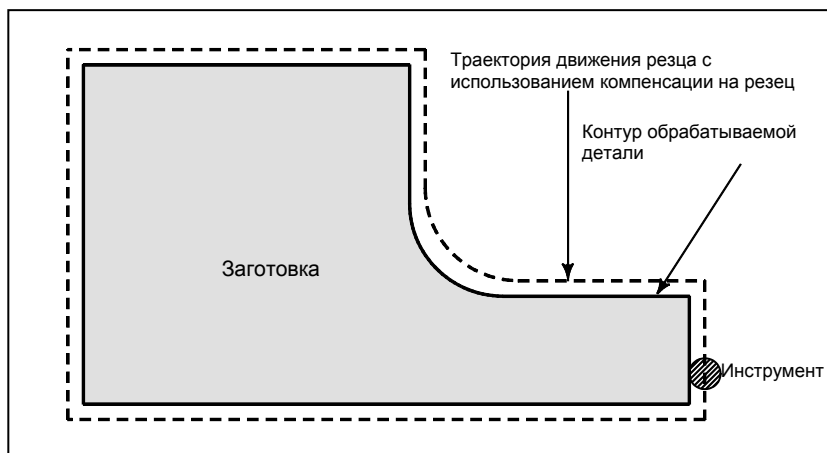 Траектория движения резца с
использованием компенсации на резец
Контур обрабатываемой
детали
Заготовка
Инструмент